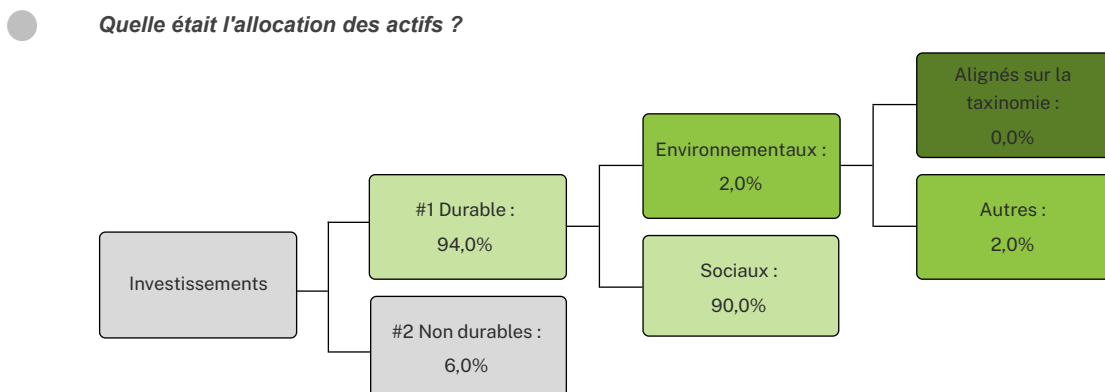 Quelle était l'allocation des actifs ?
Investissements
#1 Durable :
94,0%
#2 Non durables :
6,0%
Environnementaux :
2,0%
Sociaux :
90,0%
Alignés sur la
taxinomie :
0,0%
Autres :
2,0%